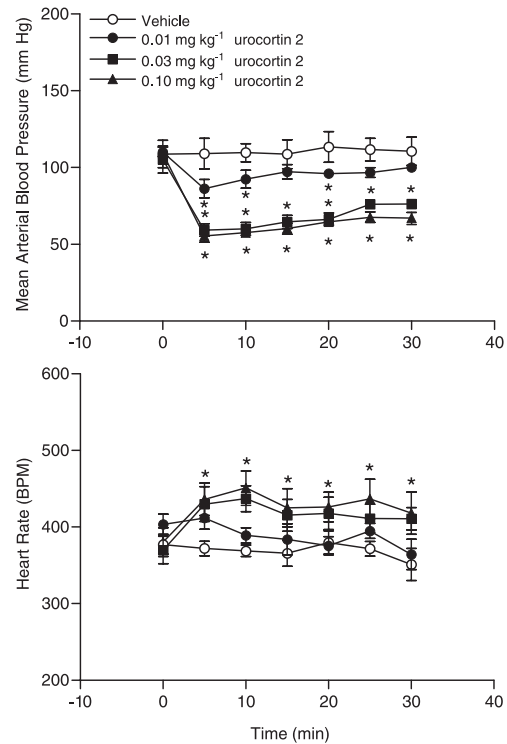 Vehicle
0.01 mg kg⁻¹ urocortin 2
0.03 mg kg⁻¹ urocortin 2
0.10 mg kg⁻¹ urocortin 2
Mean Arterial Blood Pressure (mm Hg)
200
150
100
50
0
* * * *
* * * *
* * * * * *
-10 0 10 20 30 40
Heart Rate (BPM)
600
500
400
300
200
* * * * * *
-10 0 10 20 30 40
Time (min)